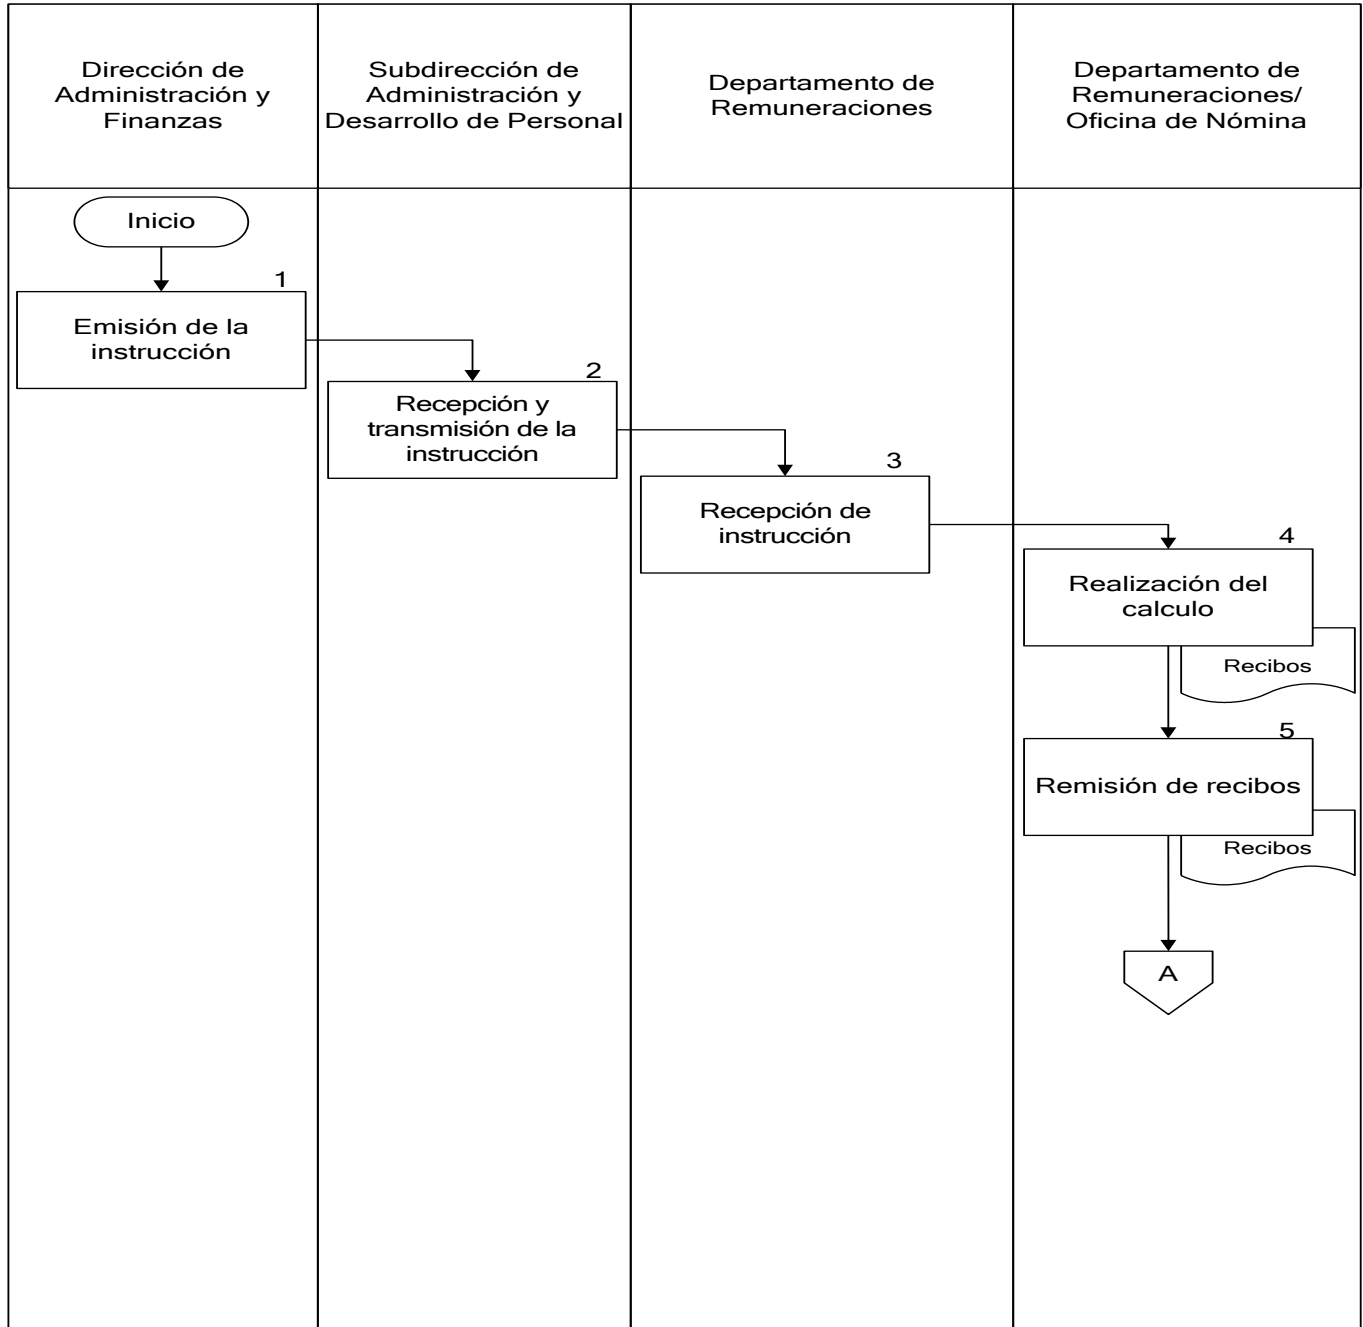 Dirección de
Administración y
Finanzas
Subdirección de
Administración y
Desarrollo de Personal
Departamento de
Remuneraciones
Departamento de
Remuneraciones/
Oficina de Nómina
Inicio
1
Emisión de la
instrucción
2
Recepción y
transmisión de la
instrucción
3
Recepción de
instrucción
4
Realización del
calculo
Recibos
5
Remisión de recibos
Recibos
A